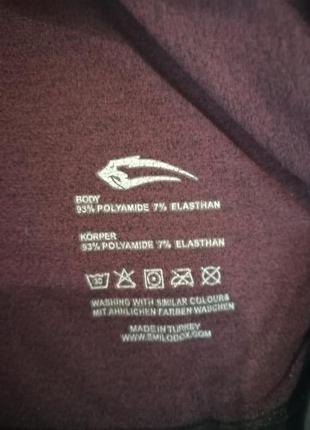 BODY
93% POLYAMIDE 7% ELASTHAN
KÖRPER
93% POLYAMIDE 7% ELASTHAN
30
WASHING WITH SIMILAR COLOURS
MIT ÄHNLICHEN FARBEN WASCHEN
MADE IN TURKEY
WWW.SMILODOX.COM